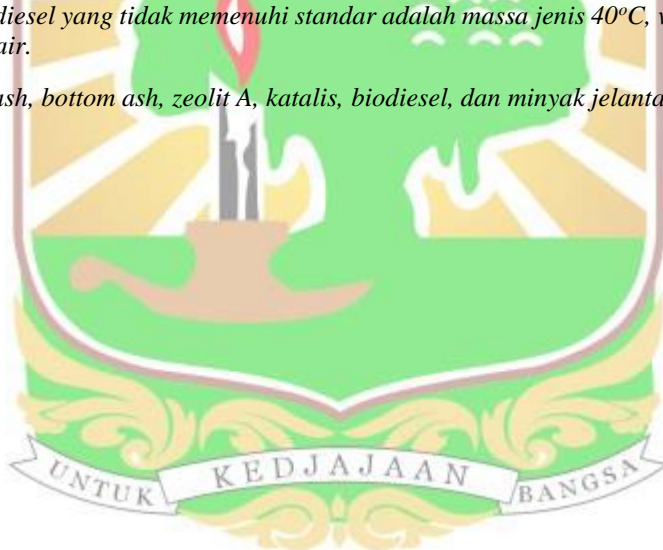 diesel yang tidak memenuhi standar adalah massa jenis 40°C,
air.
ash, bottom ash, zeolit A, katalis, biodiesel, dan minyak
UNTUK KEDJAJAAN BANGSA